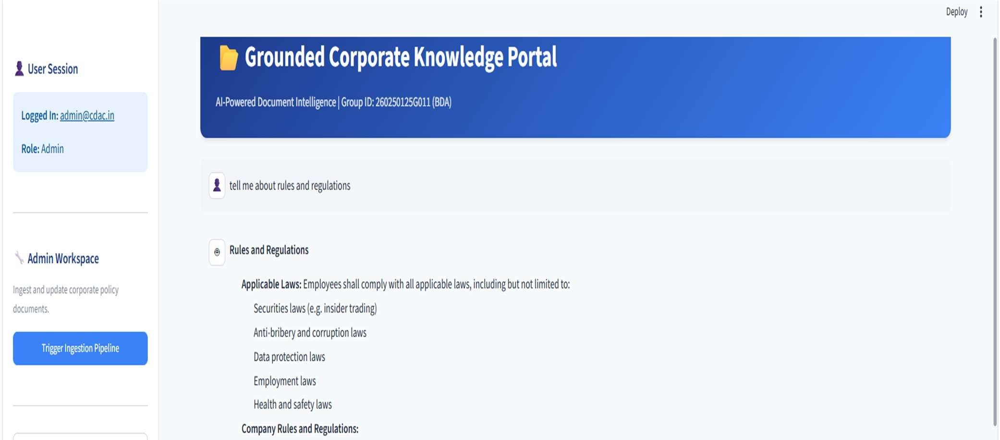 Deploy
User Session
Logged In: admin@cdac.in
Role: Admin
Admin Workspace
Ingest and update corporate policy
documents.
Trigger Ingestion Pipeline
Grounded Corporate Knowledge Portal
AI-Powered Document Intelligence | Group ID: 260250125G011 (BDA)
tell me about rules and regulations
Rules and Regulations
Applicable Laws: Employees shall comply with all applicable laws, including but not limited to:
Securities laws (e.g. insider trading)
Anti-bribery and corruption laws
Data protection laws
Employment laws
Health and safety laws
Company Rules and Regulations: